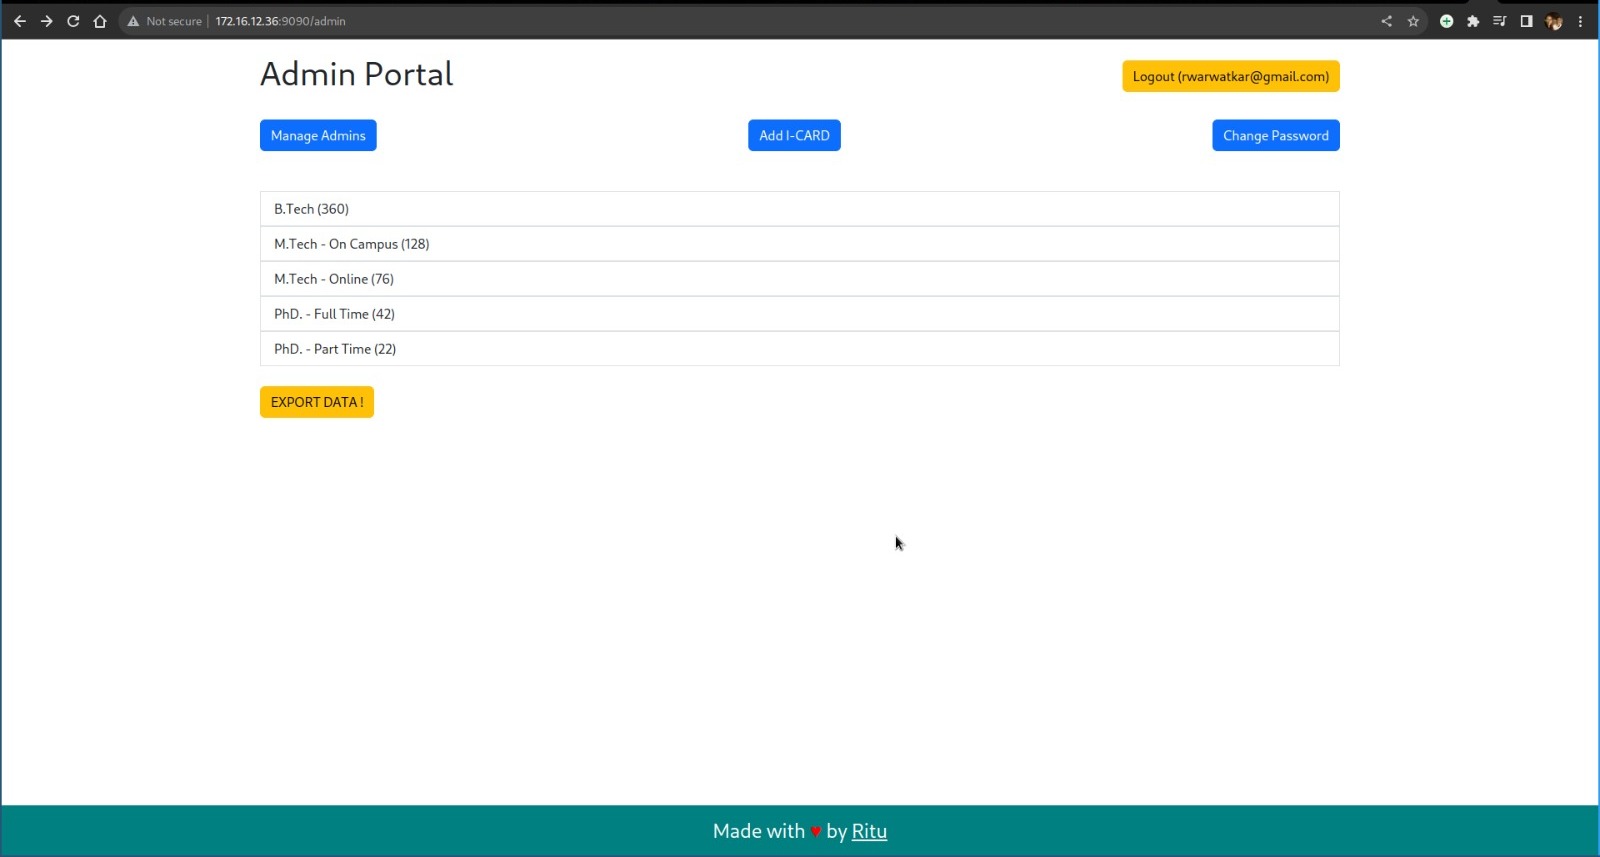 Not secure | 172.16.12.36:9090/admin
Admin Portal
Logout (rwarwatkar@gmail.com)
Manage Admins
Add I-CARD
Change Password
B.Tech (360)
M.Tech - On Campus (128)
M.Tech - Online (76)
PhD. - Full Time (42)
PhD. - Part Time (22)
EXPORT DATA !
Made with ♥ by Ritu